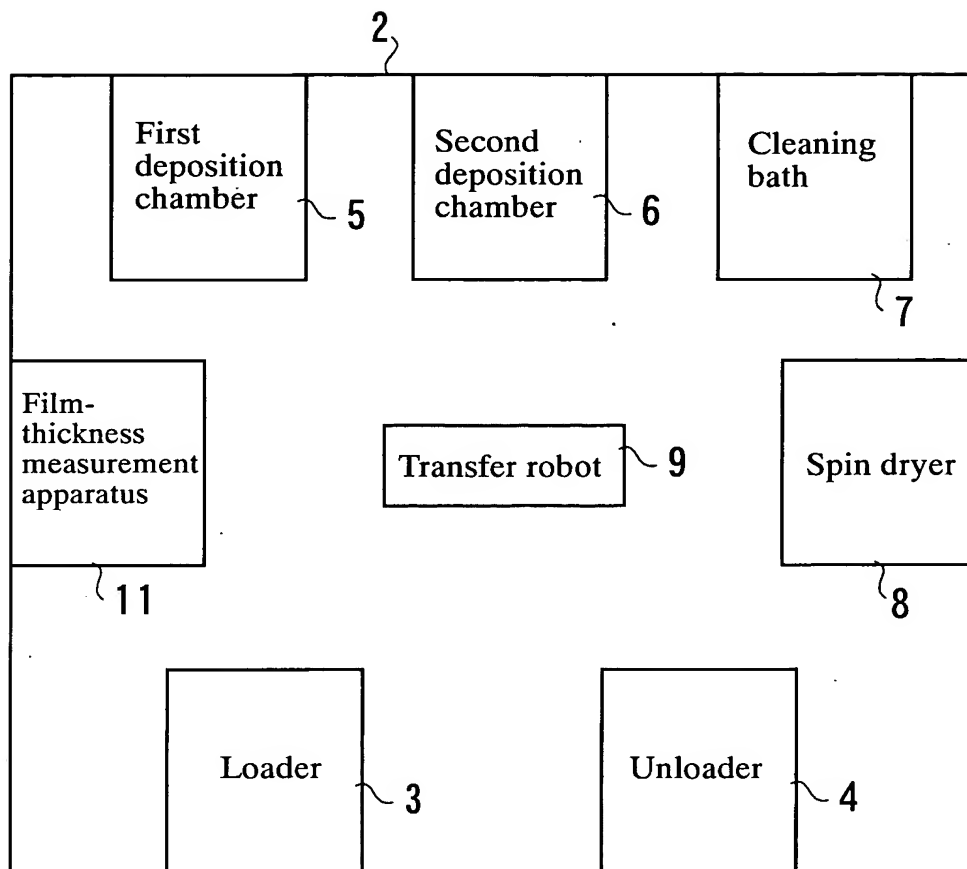 2
First
deposition
chamber
5
Second
deposition
chamber
6
Cleaning
bath
7
Film-
thickness
measurement
apparatus
11
Transfer robot
9
Spin dryer
8
Loader
3
Unloader
4